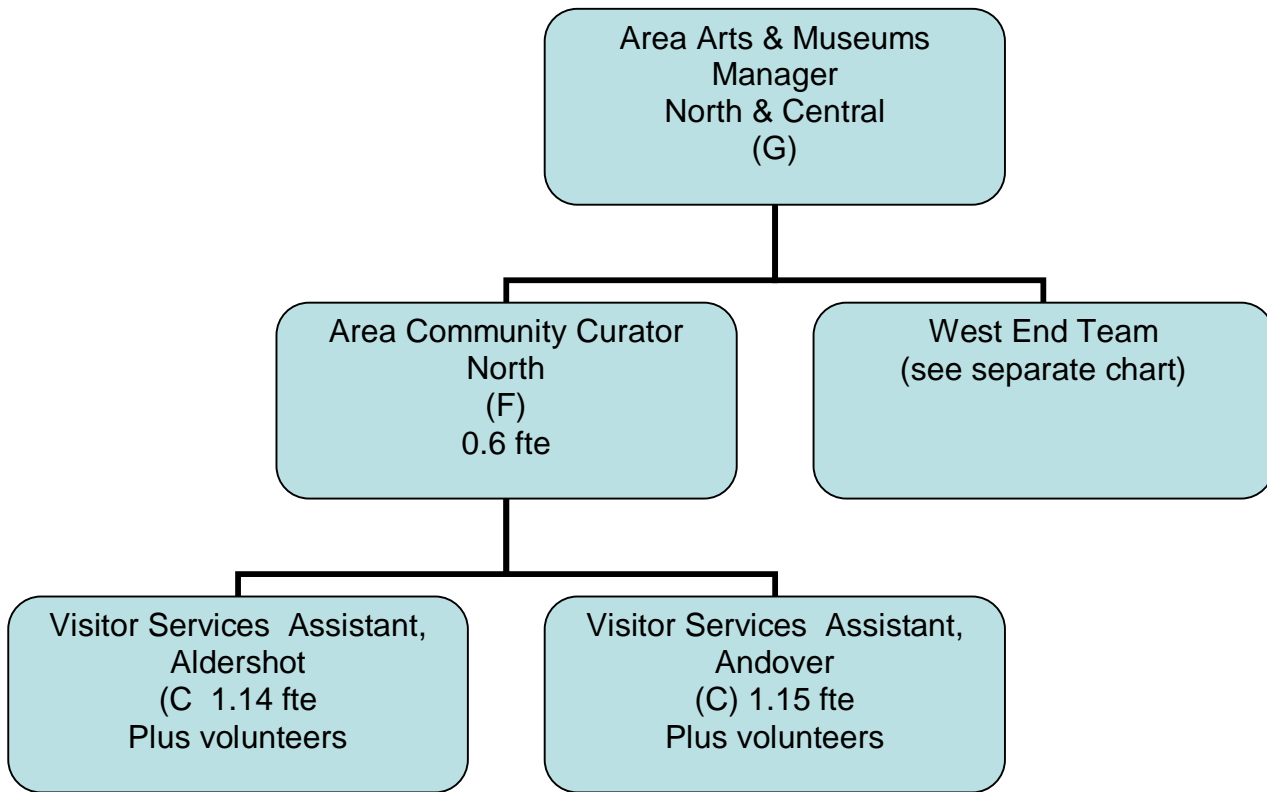 Area Arts & Museums
Manager
North & Central
(G)
Area Community Curator
North
(F)
0.6 fte
West End Team
(see separate chart)
Visitor Services  Assistant,
Aldershot
(C  1.14 fte
Plus volunteers
Visitor Services  Assistant,
Andover
(C) 1.15 fte
Plus volunteers